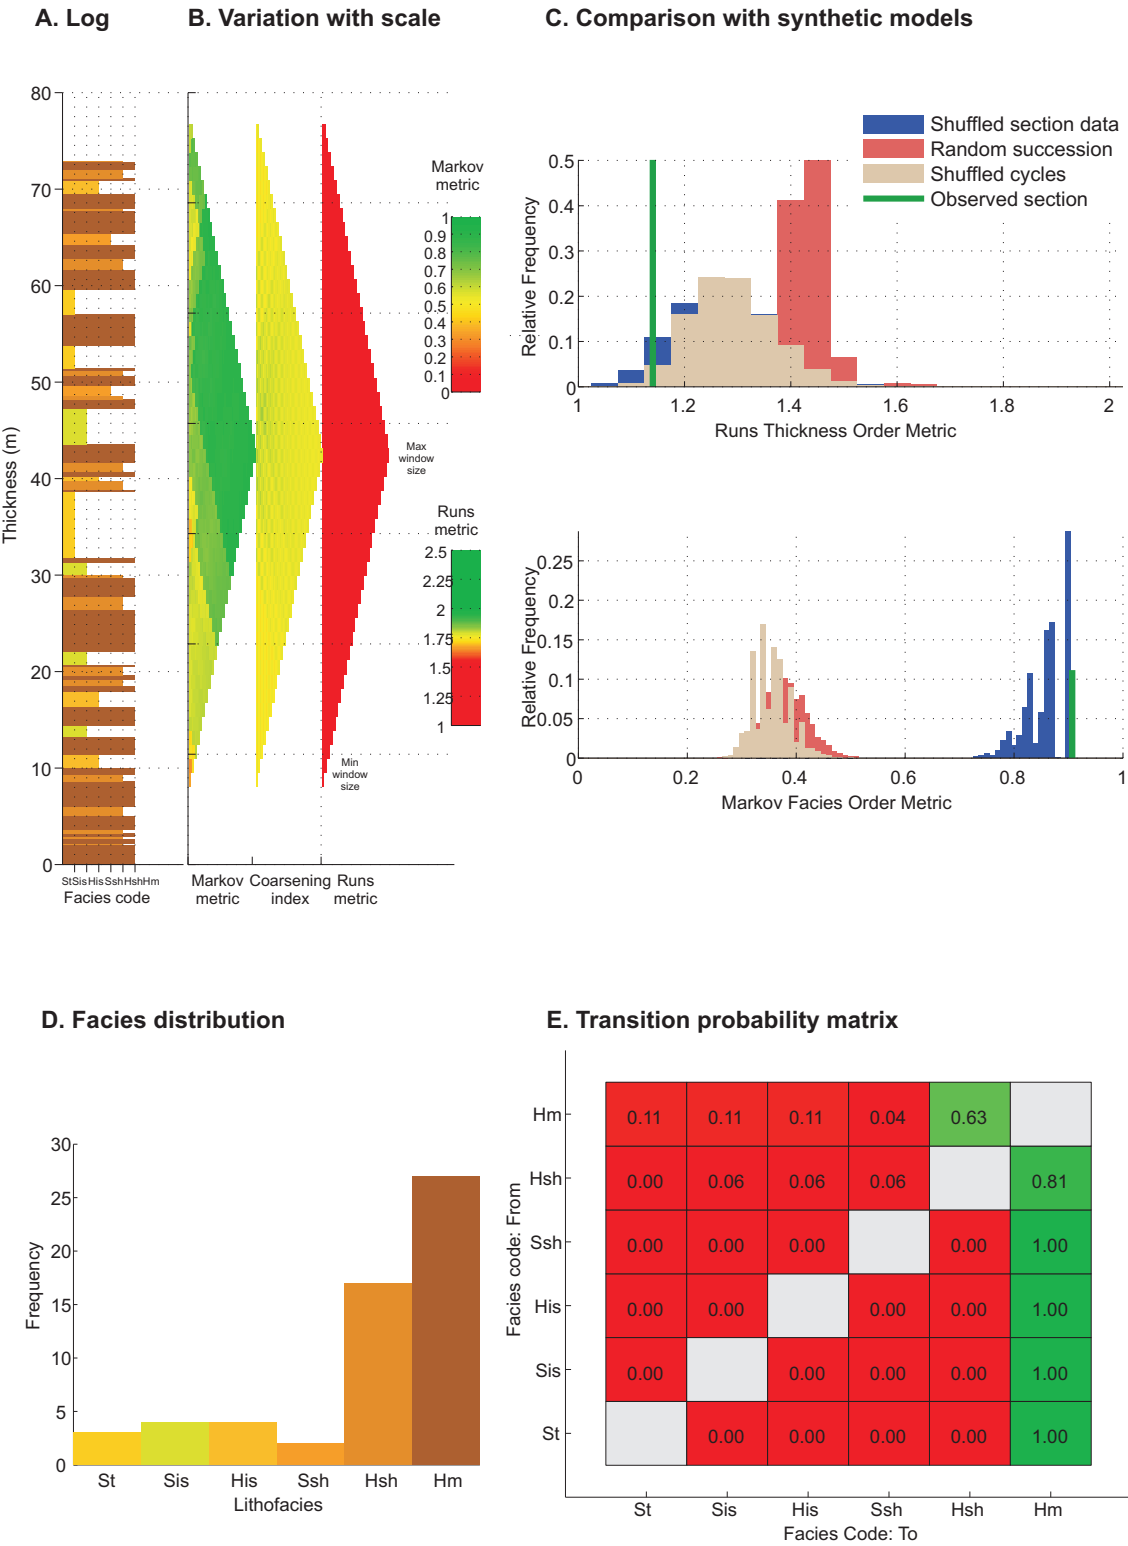 A. Log
B. Variation with scale
C. Comparison with synthetic models
80
70
60
50
40
30
20
10
0
Thickness (m)
StSisHisSshHshHm
Facies code
Markov
metric
1
0.9
0.8
0.7
0.6
0.5
0.4
0.3
0.2
0.1
0
Max
window
size
Runs
metric
2.5
2.25
2
1.75
1.5
1.25
1
Min
window
size
Markov
metric
Coarsening
index
Runs
metric
Shuffled section data
Random succession
Shuffled cycles
Observed section
0.5
0.4
0.3
0.2
0.1
0
Relative Frequency
1 1.2 1.4 1.6 1.8 2
Runs Thickness Order Metric
0.25
0.2
0.15
0.1
0.05
0
Relative Frequency
0 0.2 0.4 0.6 0.8 1
Markov Facies Order Metric
D. Facies distribution
30
25
20
15
10
5
0
Frequency
St Sis His Ssh Hsh Hm
Lithofacies
E. Transition probability matrix
Facies code: From
Hm 0.11 0.11 0.11 0.04 0.63
Hsh 0.00 0.06 0.06 0.06 0.81
Ssh 0.00 0.00 0.00 0.00 1.00
His 0.00 0.00 0.00 0.00 1.00
Sis 0.00 0.00 0.00 0.00 1.00
St 0.00 0.00 0.00 0.00 1.00
St Sis His Ssh Hsh Hm
Facies Code: To